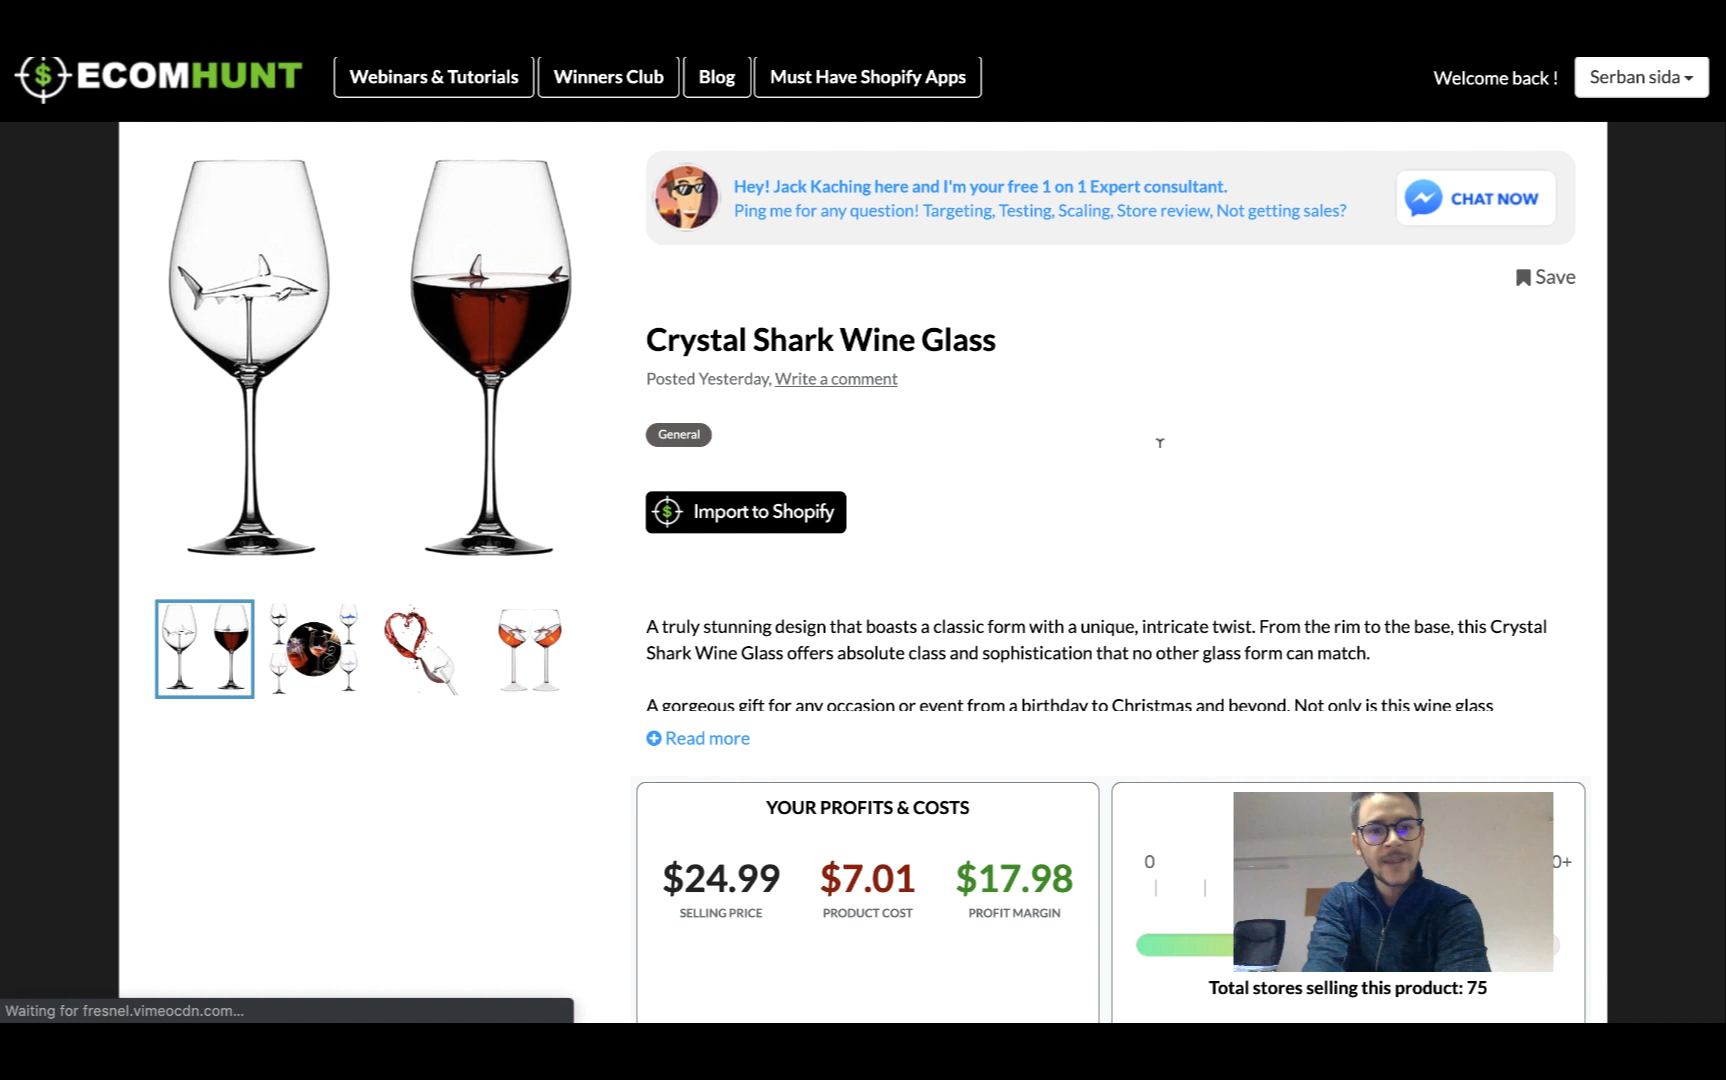 ECOMHUNT
Webinars & Tutorials
Winners Club
Blog
Must Have Shopify Apps
Welcome back !
Serban sida
Hey! Jack Kaching here and I'm your free 1 on 1 Expert consultant.
Ping me for any question! Targeting, Testing, Scaling, Store review, Not getting sales?
CHAT NOW
Save
Crystal Shark Wine Glass
Posted Yesterday, Write a comment
General
Import to Shopify
A truly stunning design that boasts a classic form with a unique, intricate twist. From the rim to the base, this Crystal
Shark Wine Glass offers absolute class and sophistication that no other glass form can match.
A gorgeous gift for any occasion or event from a birthday to Christmas and beyond. Not only is this wine glass
Read more
YOUR PROFITS & COSTS
$24.99 $7.01 $17.98
SELLING PRICE PRODUCT COST PROFIT MARGIN
0
0+
Total stores selling this product: 75
Waiting for fresnel.vimeocdn.com...